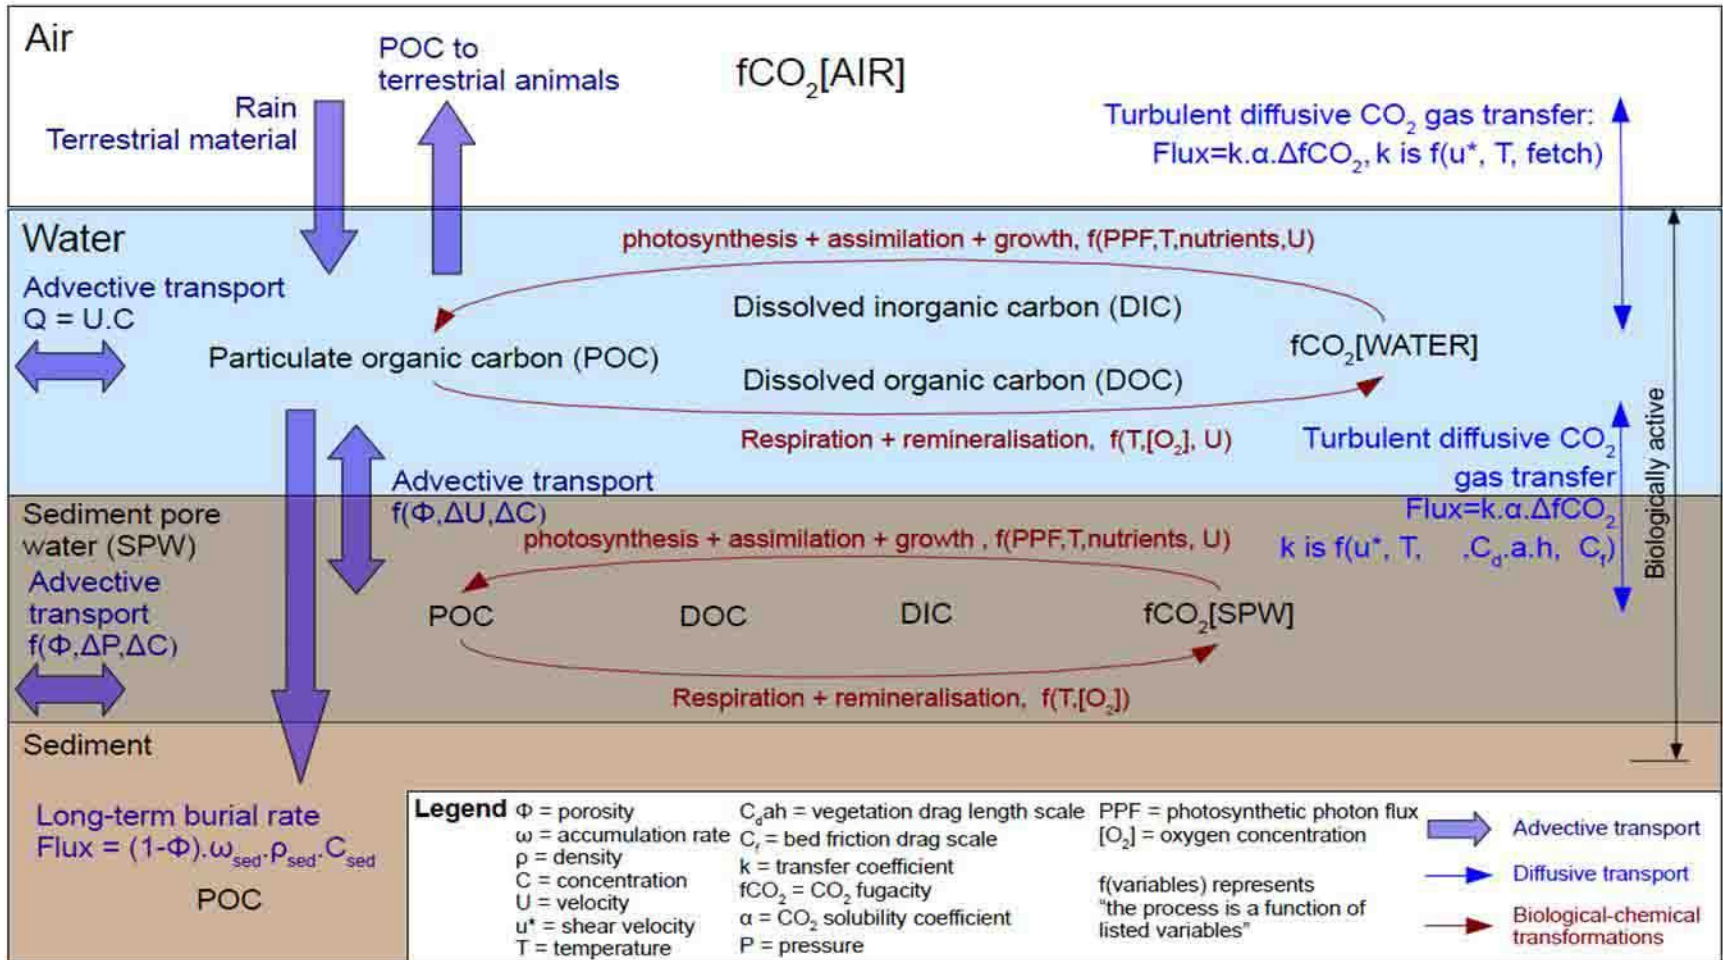 Air
POC to
terrestrial animals
fCO₂[AIR]
Rain
Terrestrial material
Turbulent diffusive CO₂ gas transfer:
Flux=k.α.ΔfCO₂, k is f(u*, T, fetch)
Water
photosynthesis + assimilation + growth, f(PPF,T,nutrients,U)
Advective transport
Q = U.C
Dissolved inorganic carbon (DIC)
Particulate organic carbon (POC)
fCO₂[WATER]
Dissolved organic carbon (DOC)
Respiration + remineralisation, f(T,[O₂], U)
Turbulent diffusive CO₂
gas transfer
Flux=k.α.ΔfCO₂
k is f(u*, T, .C_d.a.h, C_f)
Biologically active
Advective transport
f(Φ,ΔU,ΔC)
Sediment pore
water (SPW)
photosynthesis + assimilation + growth , f(PPF,T,nutrients, U)
Advective
transport
f(Φ,ΔP,ΔC)
POC DOC DIC fCO₂[SPW]
Respiration + remineralisation, f(T,[O₂])
Sediment
Long-term burial rate
Flux = (1-Φ).ω_sed.ρ_sed.C_sed
POC
Legend
Φ = porosity
ω = accumulation rate
ρ = density
C = concentration
U = velocity
u* = shear velocity
T = temperature
C_dah = vegetation drag length scale
C_f = bed friction drag scale
k = transfer coefficient
fCO₂ = CO₂ fugacity
α = CO₂ solubility coefficient
P = pressure
PPF = photosynthetic photon flux
[O₂] = oxygen concentration
f(variables) represents
“the process is a function of
listed variables”
Advective transport
Diffusive transport
Biological-chemical
transformations